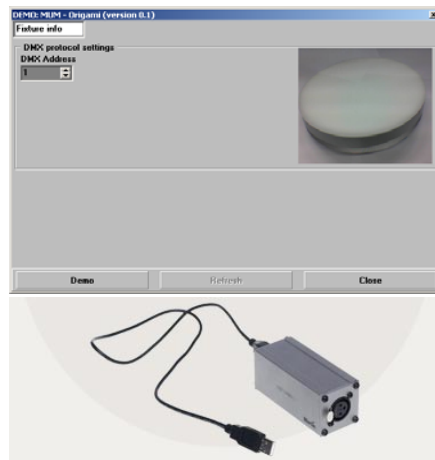 DEMO: MUM - Origami (version 0.1)
Fixture info
DMX protocol settings
DMX Address
1
Demo
Refresh
Close